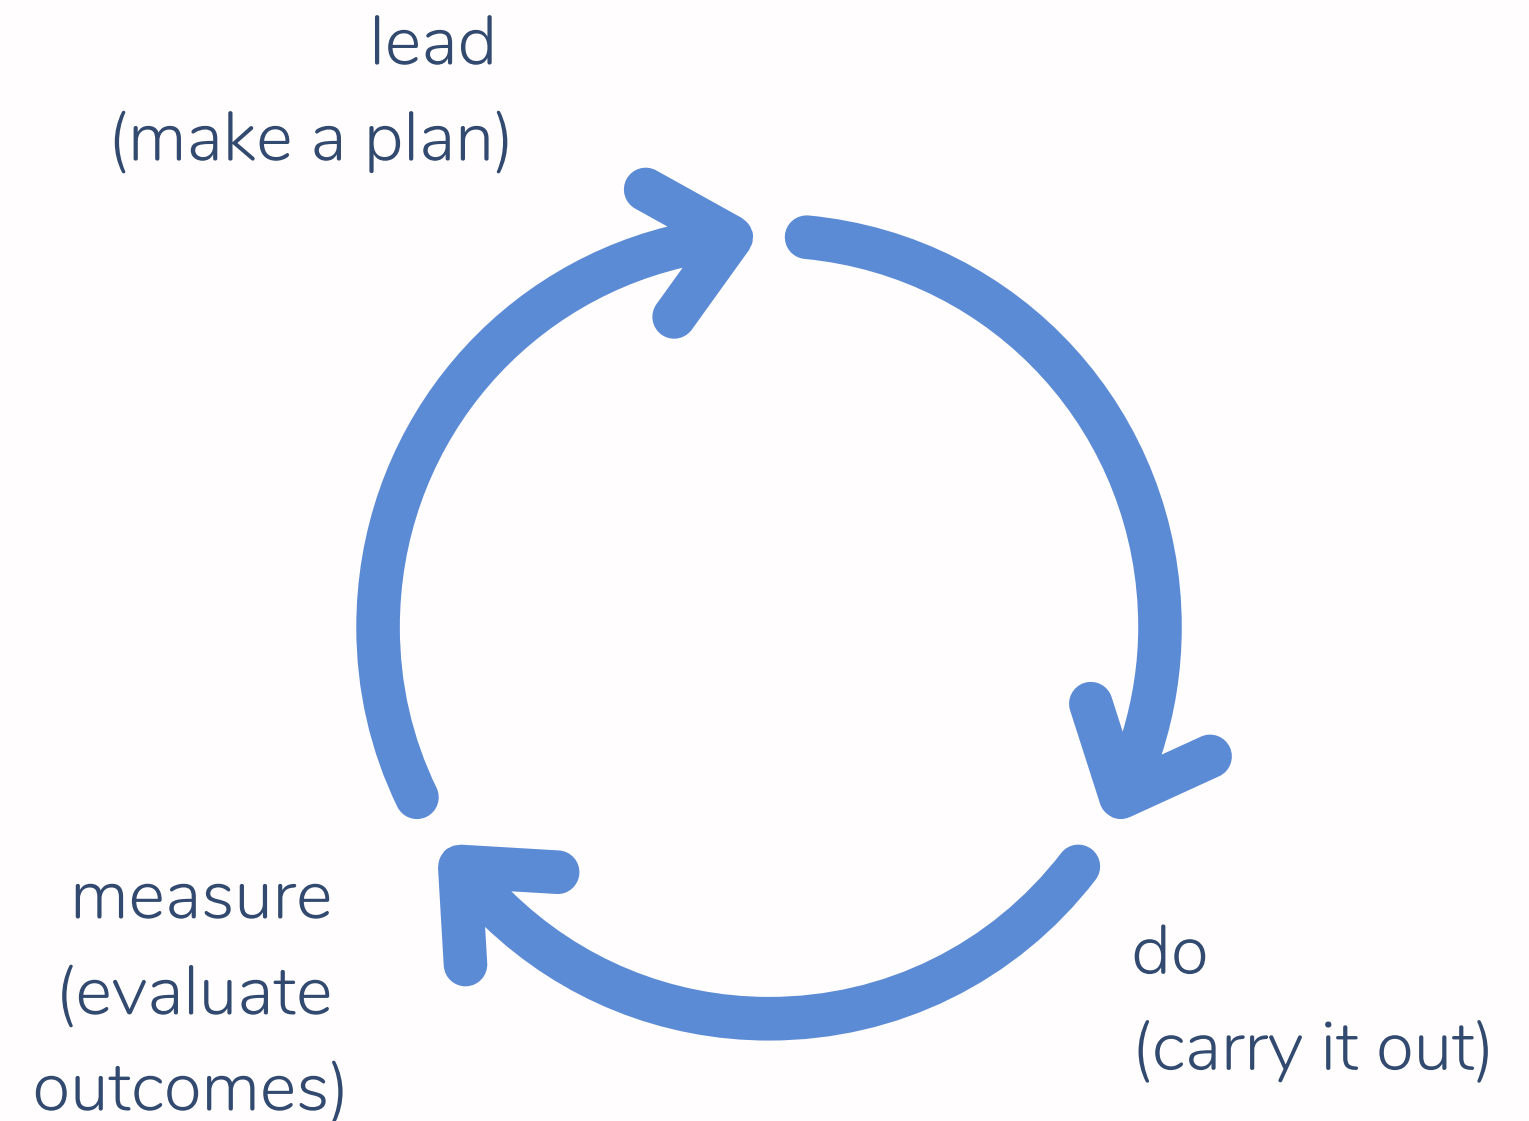 lead
(make a plan)
do
(carry it out)
measure
(evaluate
outcomes)